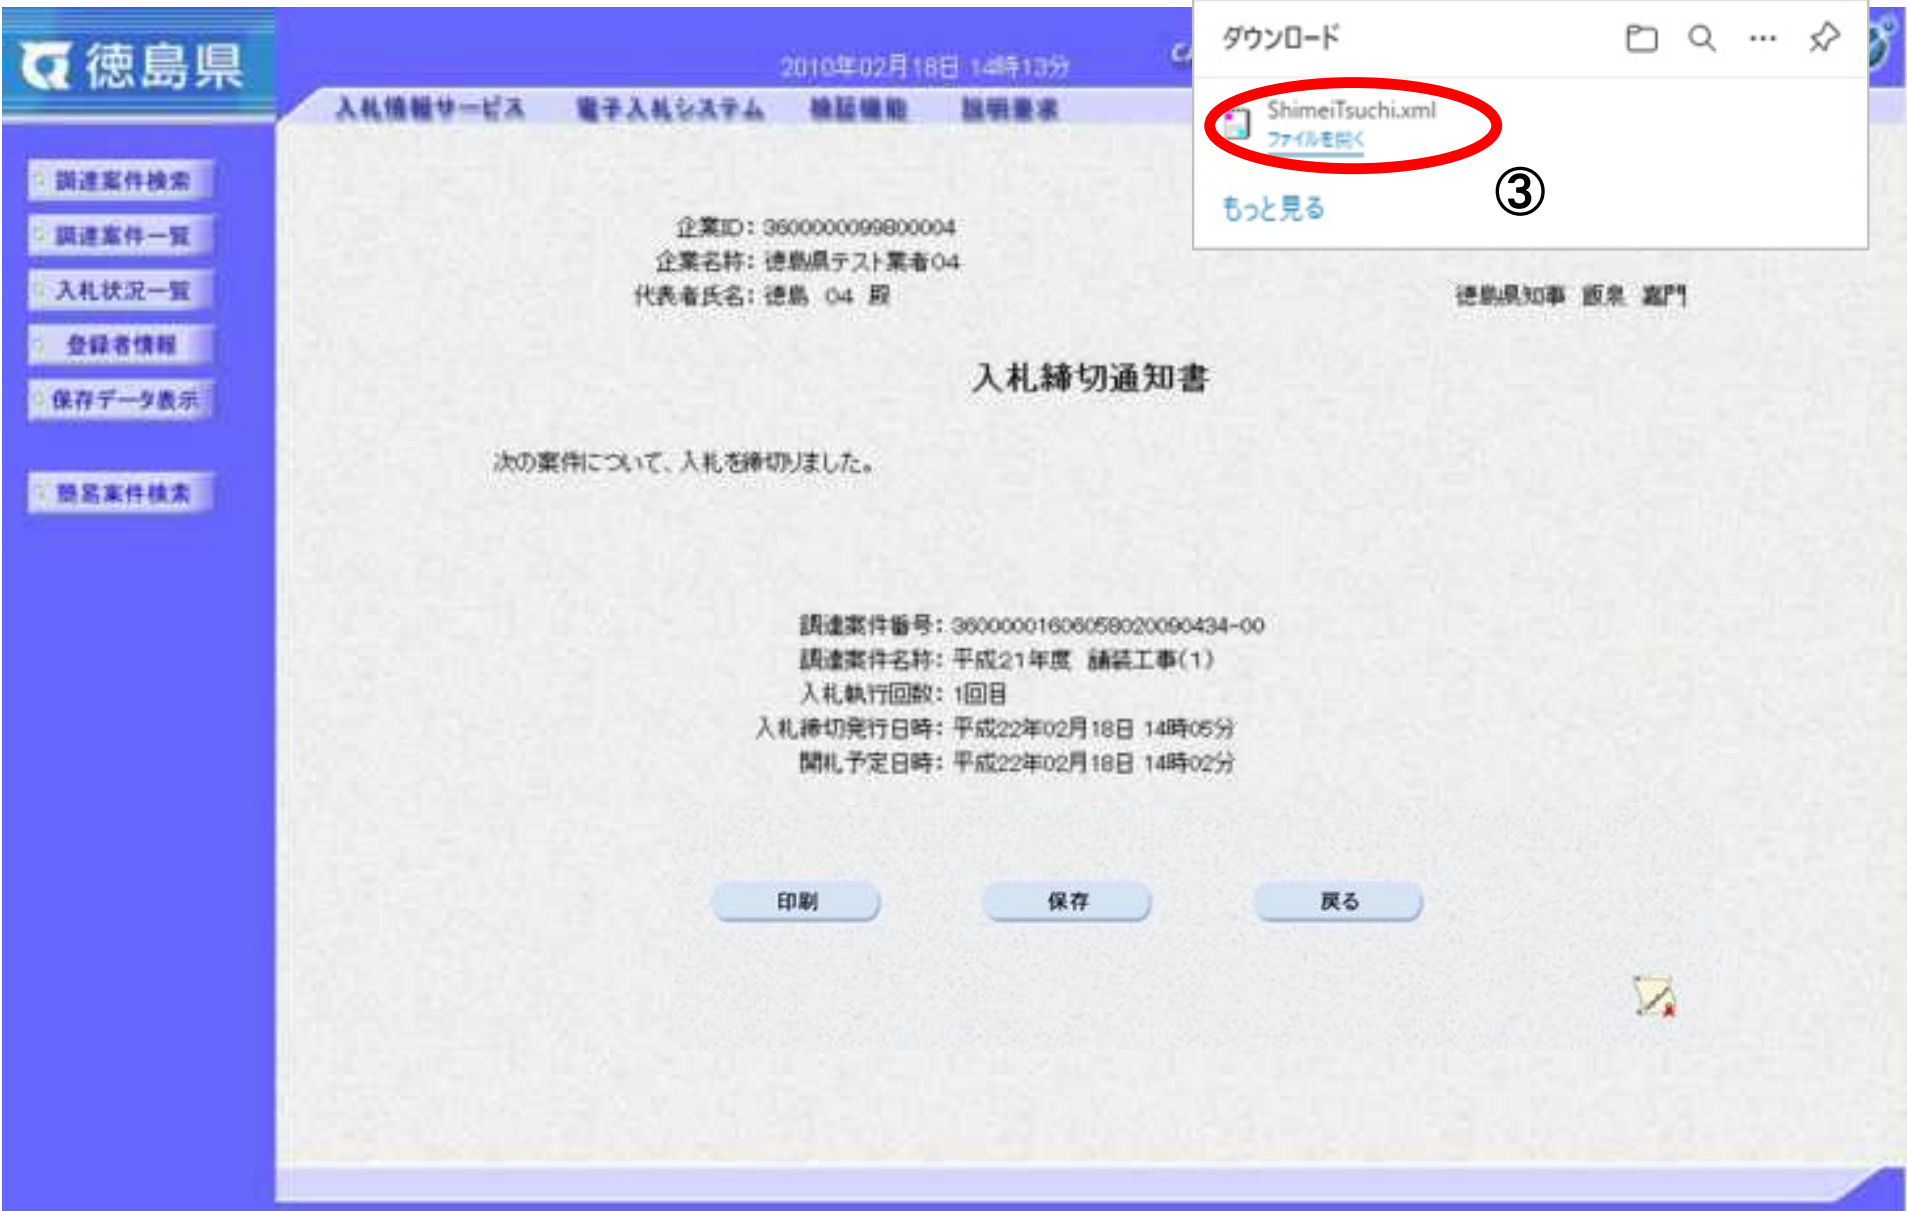 徳島県
2010年02月18日 14時13分
入札情報サービス 電子入札システム 検証機能 説明要求
ダウンロード
ShimeiTsuchi.xml
ファイルを開く
もっと見る
③
調達案件検索
調達案件一覧
入札状況一覧
登録者情報
保存データ表示
簡易案件検索
企業ID: 3600000099800004
企業名称: 徳島県テスト業者04
代表者氏名: 徳島 04 殿
徳島県知事 飯泉 嘉門
入札締切通知書
次の案件について、入札を締切りました。
調達案件番号: 36000001606058020090434-00
調達案件名称: 平成21年度 舗装工事(1)
入札執行回数: 1回目
入札締切発行日時: 平成22年02月18日 14時05分
開札予定日時: 平成22年02月18日 14時02分
印刷
保存
戻る